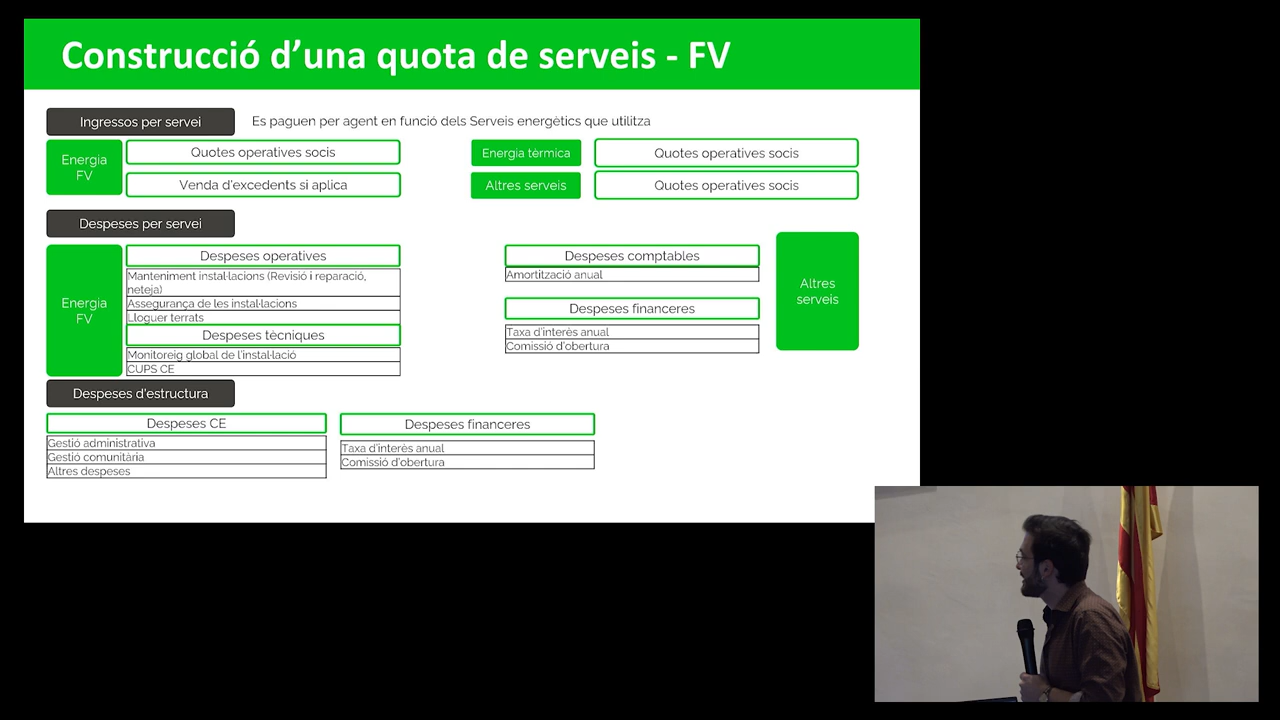 Construcció d’una quota de serveis - FV
Ingressos per servei
Es paguen per agent en funció dels Serveis energètics que utilitza
Energia
FV
Quotes operatives socis
Venda d'excedents si aplica
Energia tèrmica
Quotes operatives socis
Altres serveis
Quotes operatives socis
Despeses per servei
Energia
FV
Despeses operatives
Manteniment instal·lacions (Revisió i reparació,
neteja)
Assegurança de les instal·lacions
Lloguer terrats
Despeses tècniques
Monitoreig global de l'instal·lació
CUPS CE
Despeses comptables
Amortització anual
Despeses financeres
Taxa d'interès anual
Comissió d'obertura
Altres
serveis
Despeses d'estructura
Despeses CE
Gestió administrativa
Gestió comunitària
Altres despeses
Despeses financeres
Taxa d'interès anual
Comissió d'obertura